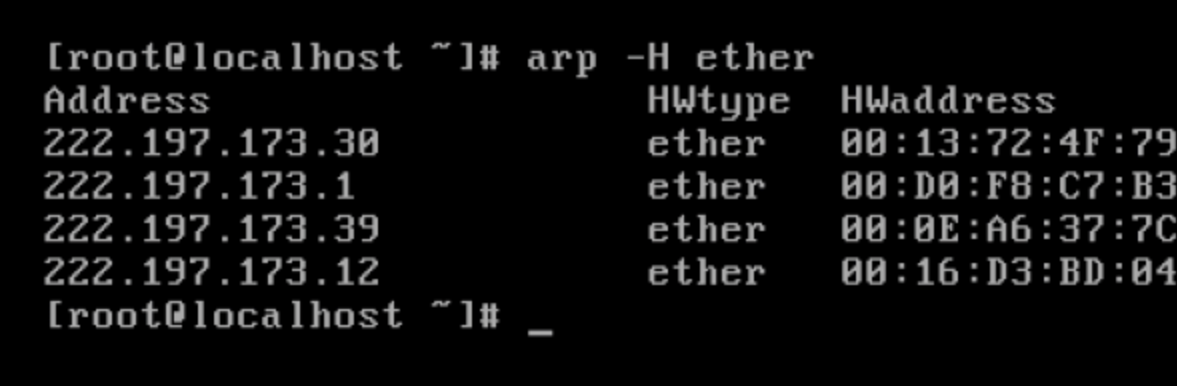 [root@localhost ~]# arp -H ether
Address HWtype HWaddress
222.197.173.30 ether 00:13:72:4F:79
222.197.173.1 ether 00:D0:F8:C7:B3
222.197.173.39 ether 00:0E:A6:37:7C
222.197.173.12 ether 00:16:D3:BD:04
[root@localhost ~]# _